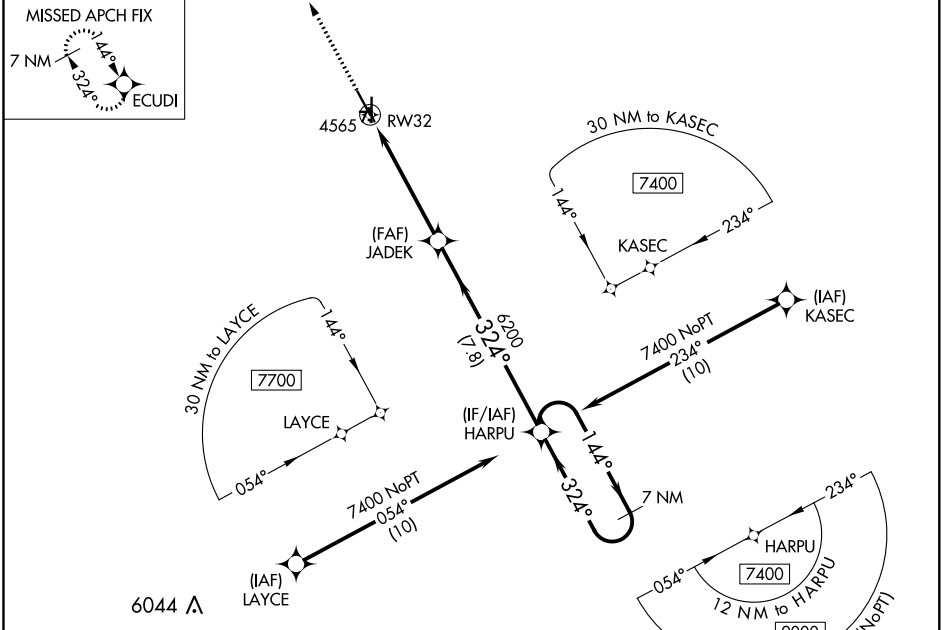 MISSED APCH FIX
7 NM
144°
324°
ECUDI
4565
RW32
30 NM to KASEC
7400
144°
234°
KASEC
(FAF)
JADEK
(IAF)
KASEC
7400 NoPT
234°
(10)
6200
324°
(7.8)
30 NM to LAYCE
144°
7700
LAYCE
054°
(IF/IAF)
HARPU
144°
324°
7 NM
7400 NoPT
054°
(10)
(IAF)
LAYCE
6044
234°
HARPU
054°
7400
12 NM to HARPU
(NoPT)